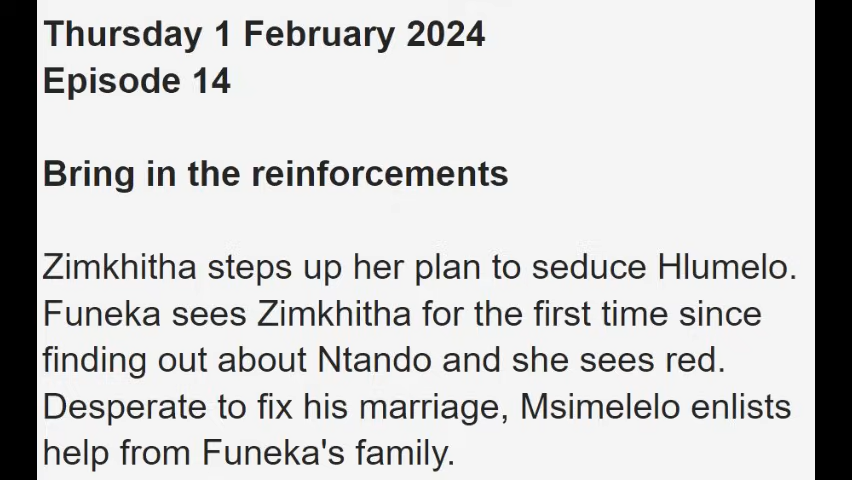 Thursday 1 February 2024
Episode 14
Bring in the reinforcements
Zimkhitha steps up her plan to seduce Hlumelo.
Funeka sees Zimkhitha for the first time since
finding out about Ntando and she sees red.
Desperate to fix his marriage, Msimelelo enlists
help from Funeka's family.